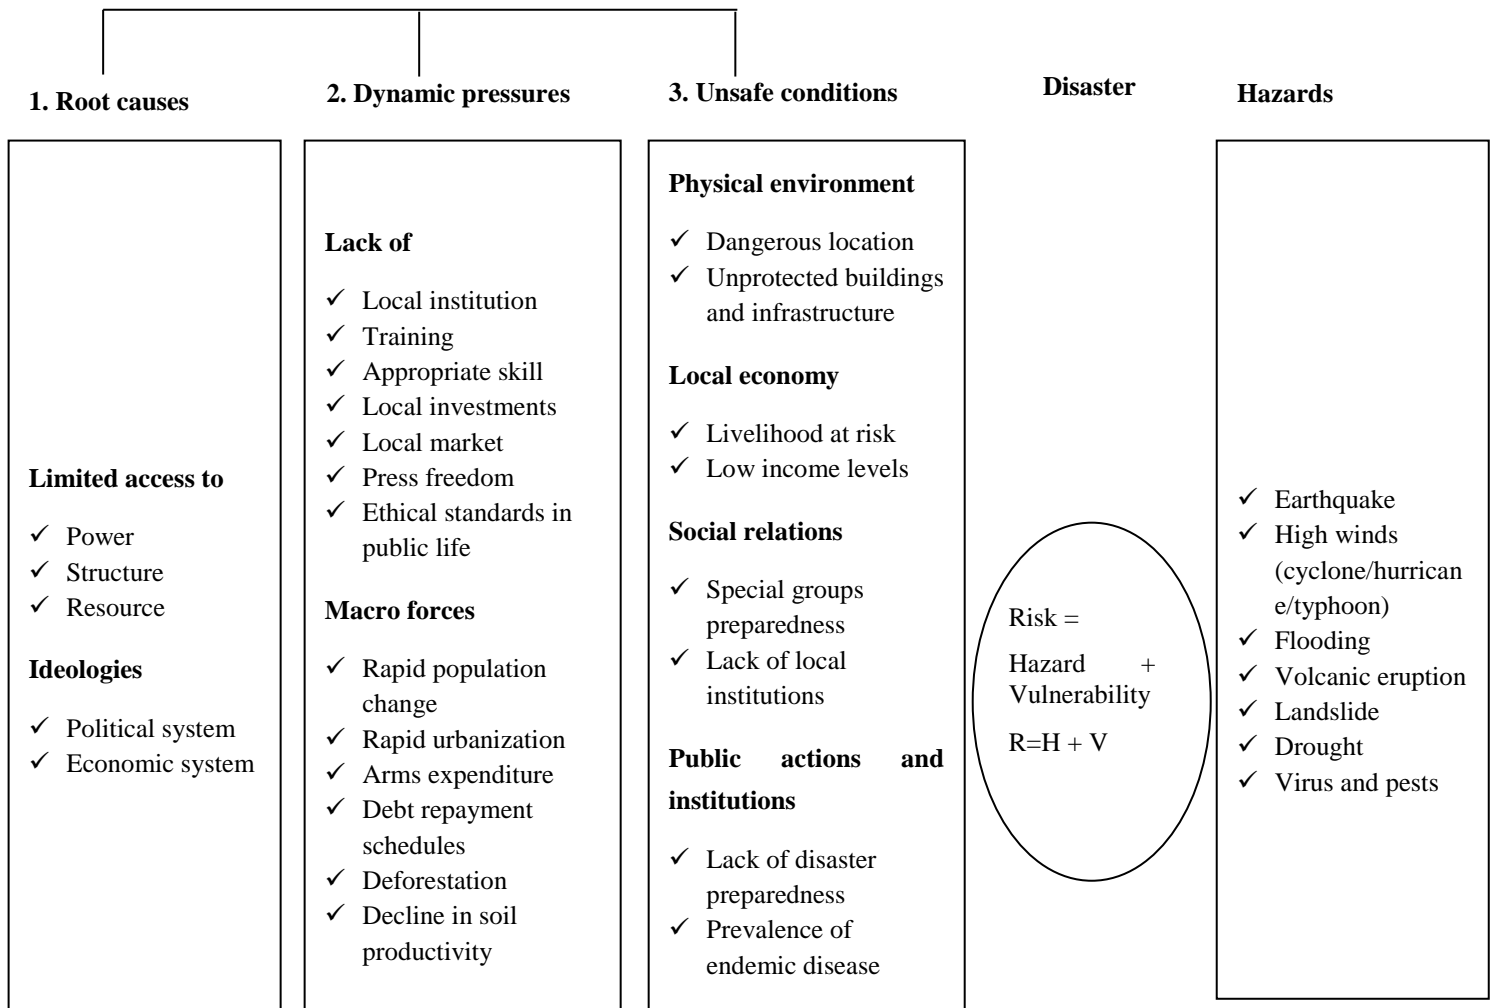 1. Root causes
2. Dynamic pressures
3. Unsafe conditions
Disaster
Hazards
Limited access to
✓ Power
✓ Structure
✓ Resource
Ideologies
✓ Political system
✓ Economic system
Lack of
✓ Local institution
✓ Training
✓ Appropriate skill
✓ Local investments
✓ Local market
✓ Press freedom
✓ Ethical standards in
public life
Macro forces
✓ Rapid population
change
✓ Rapid urbanization
✓ Arms expenditure
✓ Debt repayment
schedules
✓ Deforestation
✓ Decline in soil
productivity
Physical environment
✓ Dangerous location
✓ Unprotected buildings
and infrastructure
Local economy
✓ Livelihood at risk
✓ Low income levels
Social relations
✓ Special groups
preparedness
✓ Lack of local
institutions
Public actions and
institutions
✓ Lack of disaster
preparedness
✓ Prevalence of
endemic disease
Risk =
Hazard +
Vulnerability
R=H + V
✓ Earthquake
✓ High winds
(cyclone/hurrican
e/typhoon)
✓ Flooding
✓ Volcanic eruption
✓ Landslide
✓ Drought
✓ Virus and pests